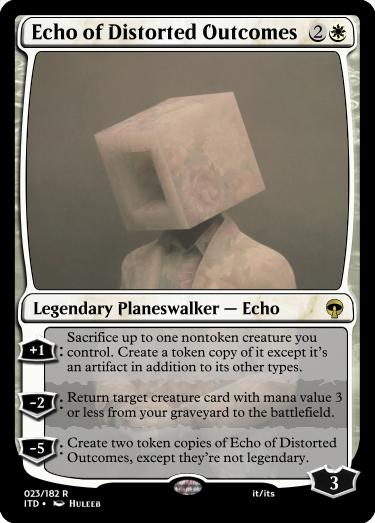 Echo of Distorted Outcomes 2
Legendary Planeswalker — Echo
+1: Sacrifice up to one nontoken creature you
control. Create a token copy of it except it's
an artifact in addition to its other types.
-2: Return target creature card with mana value 3
or less from your graveyard to the battlefield.
-5: Create two token copies of Echo of Distorted
Outcomes, except they're not legendary.
3
023/182 R it/its
ITD • Huleeb